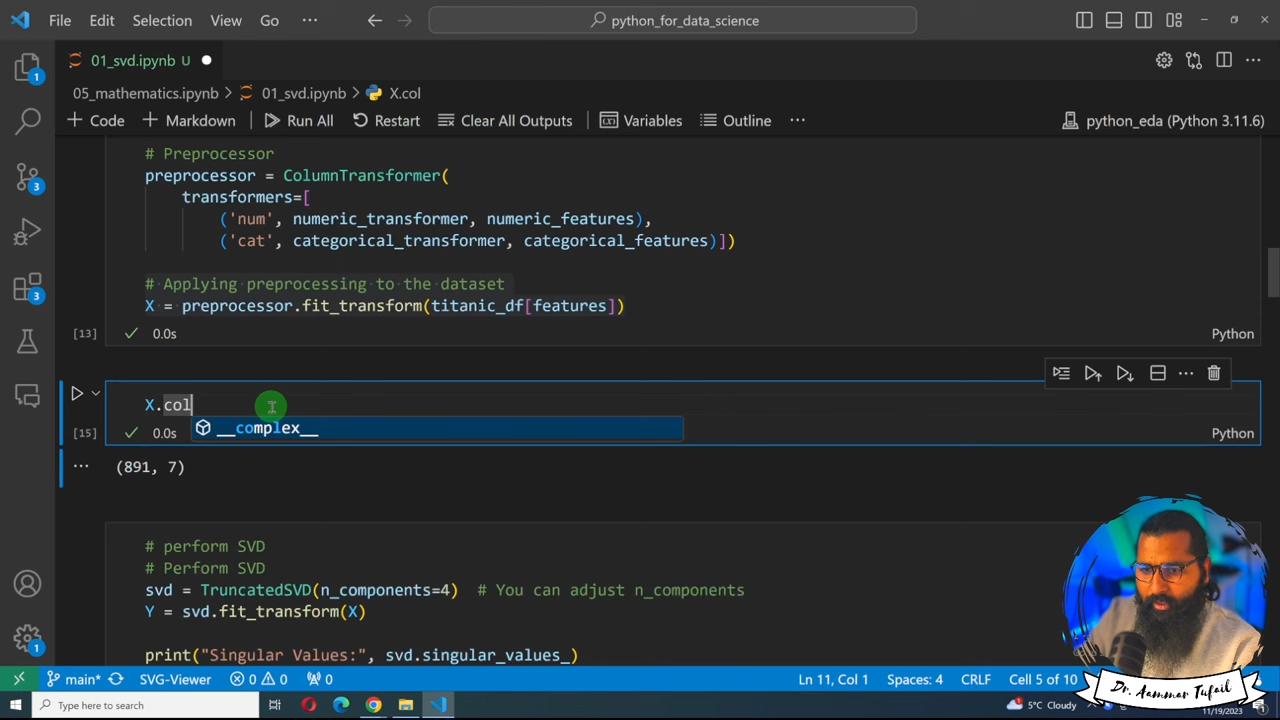 File Edit Selection View Go ··· python_for_data_science
01_svd.ipynb U
05_mathematics.ipynb > 01_svd.ipynb > X.col
+ Code + Markdown Run All Restart Clear All Outputs Variables Outline ··· python_eda (Python 3.11.6)
# Preprocessor
preprocessor = ColumnTransformer(
transformers=[
('num', numeric_transformer, numeric_features),
('cat', categorical_transformer, categorical_features)])
# Applying preprocessing to the dataset
X = preprocessor.fit_transform(titanic_df[features])
[13] 0.0s Python
X.col
__complex__
[15] 0.0s Python
(891, 7)
# perform SVD
# Perform SVD
svd = TruncatedSVD(n_components=4) # You can adjust n_components
Y = svd.fit_transform(X)
print("Singular Values:", svd.singular_values_)
1
3
3
1
Dr. Aammar Tufail
main* SVG-Viewer 0 0 0 Ln 11, Col 1 Spaces: 4 CRLF Cell 5 of 10
Type here to search 5°C Cloudy 11/19/2023